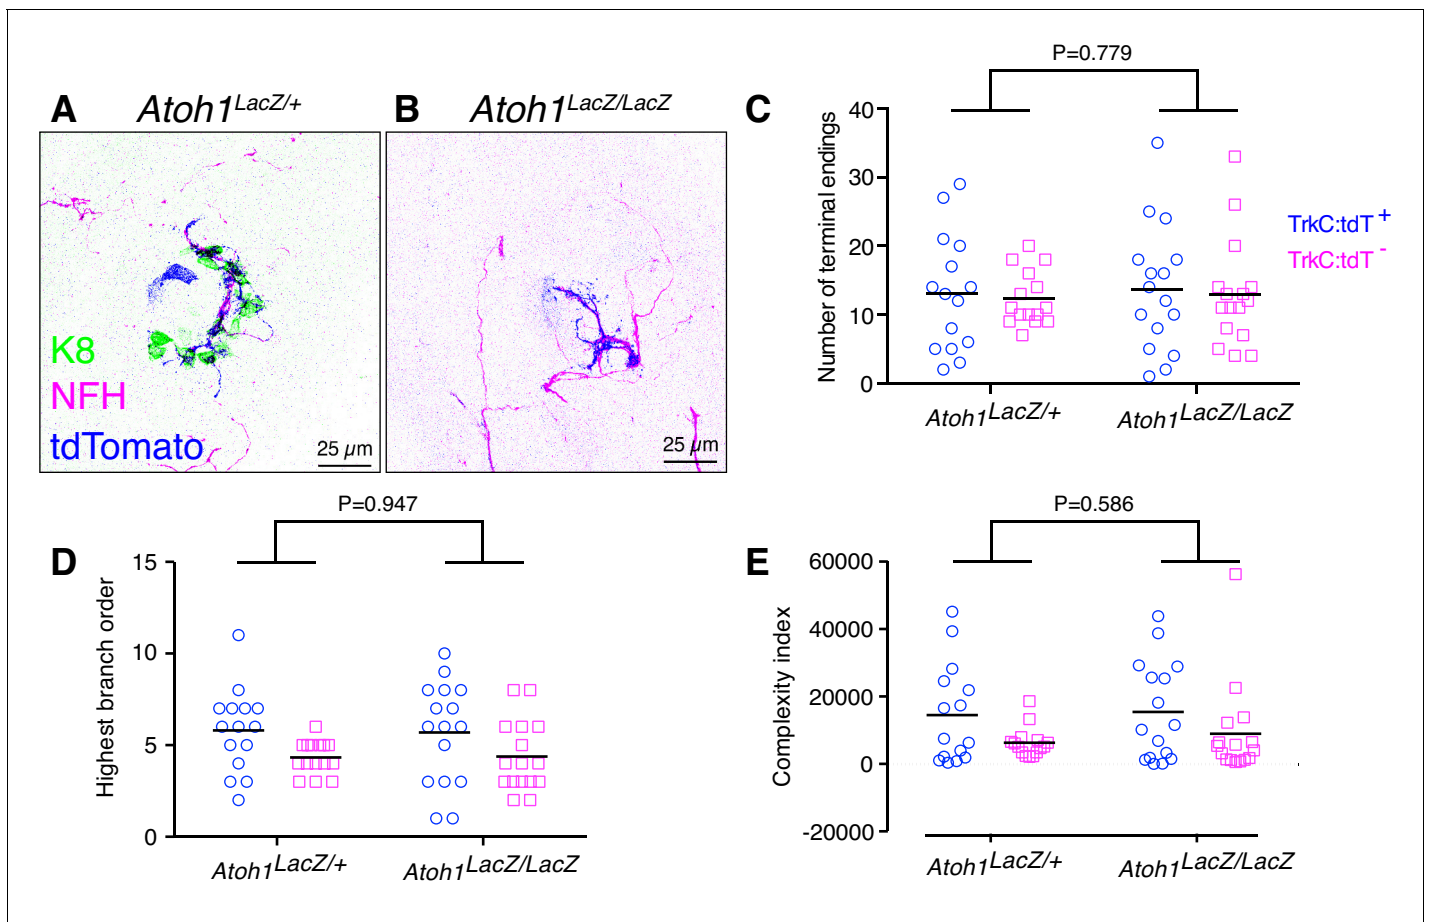 A Atoh1LacZ/+
B Atoh1LacZ/LacZ
K8
NFH
tdTomato
25 µm
25 µm
C
P=0.779
Number of terminal endings
40
30
20
10
0
Atoh1LacZ/+
Atoh1LacZ/LacZ
TrkC:tdT+
TrkC:tdT-
D
P=0.947
Highest branch order
15
10
5
0
Atoh1LacZ/+
Atoh1LacZ/LacZ
E
P=0.586
Complexity index
60000
40000
20000
0
-20000
Atoh1LacZ/+
Atoh1LacZ/LacZ